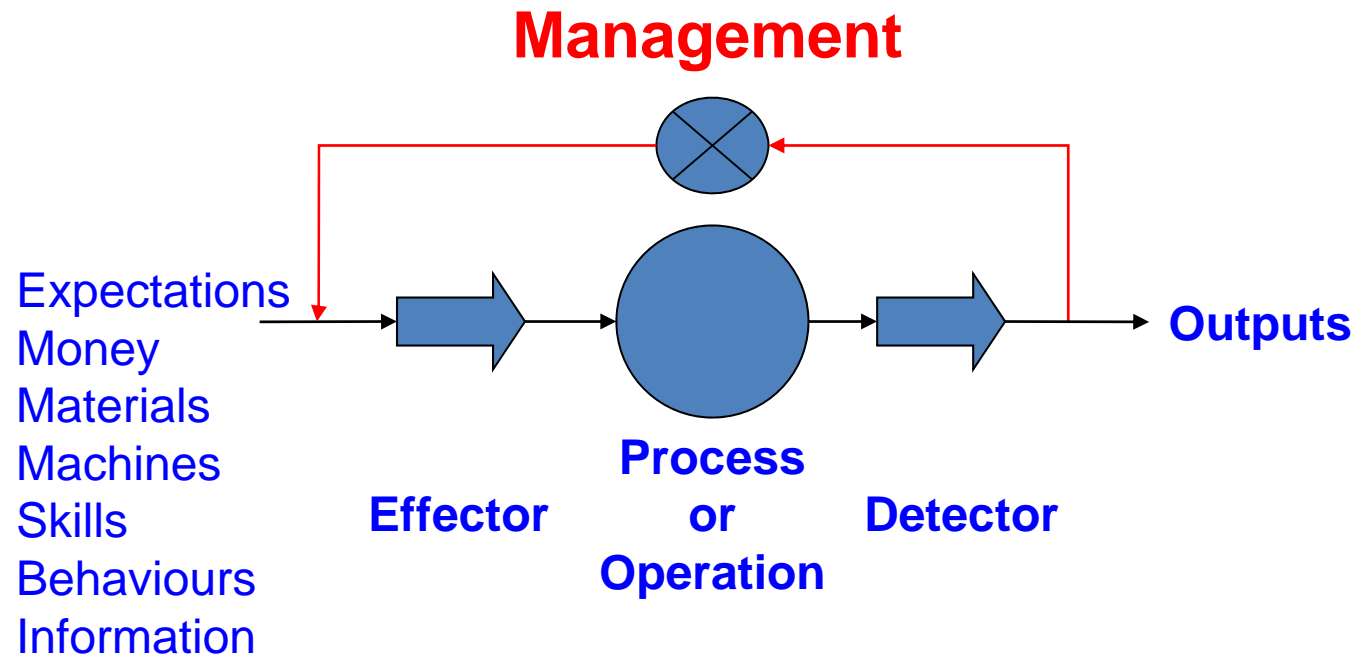 Management
Expectations
Money
Materials
Machines
Skills
Behaviours
Information
Effector
Process
or
Operation
Detector
Outputs